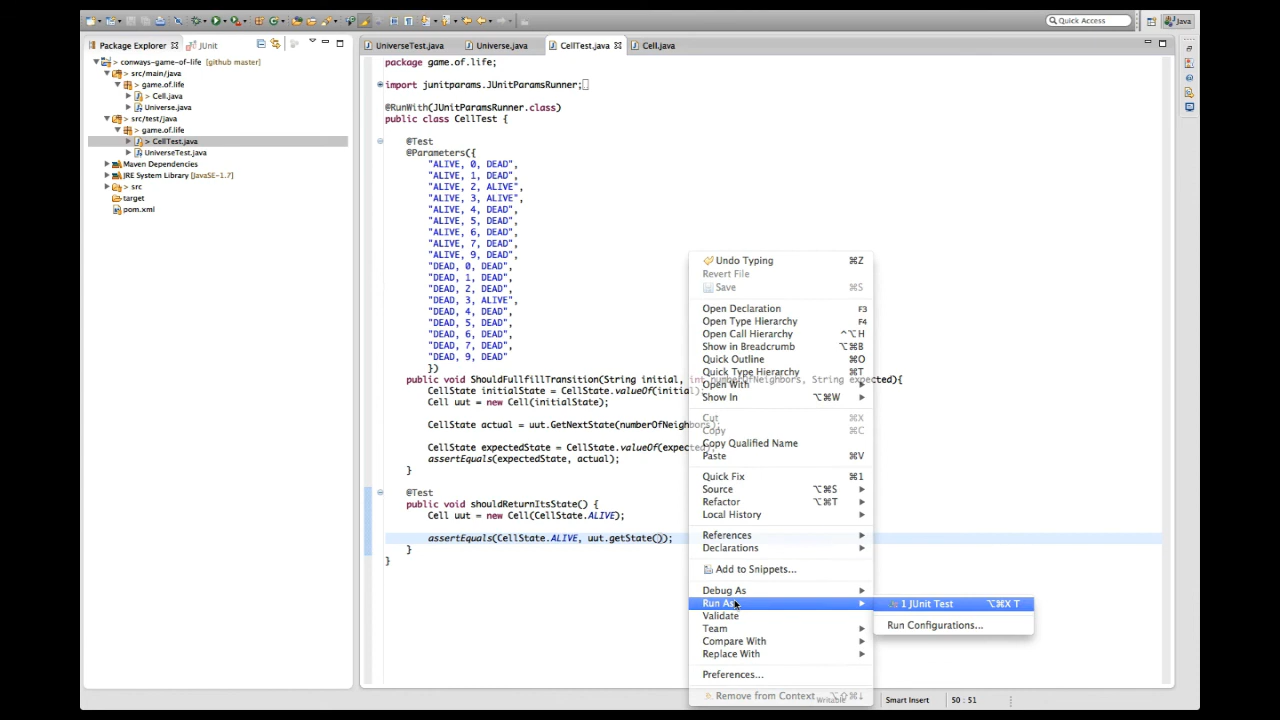 Quick Access
Java
Package Explorer
JUnit
UniverseTest.java
Universe.java
CellTest.java
Cell.java
conways-game-of-life [github master]
src/main/java
game.of.life
> Cell.java
Universe.java
src/test/java
game.of.life
> CellTest.java
UniverseTest.java
Maven Dependencies
JRE System Library [JavaSE-1.7]
> src
target
pom.xml
package game.of.life;
import junitparams.JUnitParamsRunner;
@RunWith(JUnitParamsRunner.class)
public class CellTest {
@Test
@Parameters({
"ALIVE, 0, DEAD",
"ALIVE, 1, DEAD",
"ALIVE, 2, ALIVE",
"ALIVE, 3, ALIVE",
"ALIVE, 4, DEAD",
"ALIVE, 5, DEAD",
"ALIVE, 6, DEAD",
"ALIVE, 7, DEAD",
"ALIVE, 9, DEAD",
"DEAD, 0, DEAD",
"DEAD, 1, DEAD",
"DEAD, 2, DEAD",
"DEAD, 3, ALIVE",
"DEAD, 4, DEAD",
"DEAD, 5, DEAD",
"DEAD, 6, DEAD",
"DEAD, 7, DEAD",
"DEAD, 9, DEAD"
})
public void ShouldFullfillTransition(String initial, int numberOfNeighbors, String expected){
CellState initialState = CellState.valueOf(initial);
Cell uut = new Cell(initialState);
CellState actual = uut.GetNextState(numberOfNeighbors);
CellState expectedState = CellState.valueOf(expected);
assertEquals(expectedState, actual);
}
@Test
public void shouldReturnItsState() {
Cell uut = new Cell(CellState.ALIVE);
assertEquals(CellState.ALIVE, uut.getState());
}
}
Undo Typing ⌘Z
Revert File
Save ⌘S
Open Declaration F3
Open Type Hierarchy F4
Open Call Hierarchy ^⌥H
Show in Breadcrumb ⌥⌘B
Quick Outline ⌘O
Quick Type Hierarchy ⌘T
Open With
Show In ⌥⌘W
Cut ⌘X
Copy ⌘C
Copy Qualified Name
Paste ⌘V
Quick Fix ⌘1
Source ⌥⌘S
Refactor ⌥⌘T
Local History
References
Declarations
Add to Snippets...
Debug As
Run As
1 JUnit Test ⌥⌘X T
Run Configurations...
Validate
Team
Compare With
Replace With
Preferences...
Remove from Context ⌥⇧⌘↓
Writable
Smart Insert
50 : 51